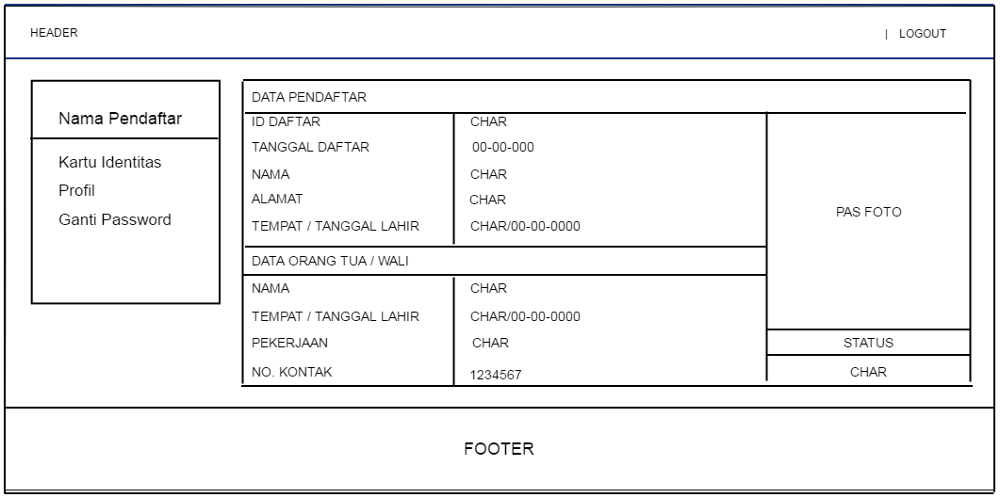 HEADER | LOGOUT
Nama Pendaftar
Kartu Identitas
Profil
Ganti Password
DATA PENDAFTAR
ID DAFTAR CHAR
TANGGAL DAFTAR 00-00-000
NAMA CHAR
ALAMAT CHAR
TEMPAT / TANGGAL LAHIR CHAR/00-00-0000
PAS FOTO
DATA ORANG TUA / WALI
NAMA CHAR
TEMPAT / TANGGAL LAHIR CHAR/00-00-0000
PEKERJAAN CHAR
NO. KONTAK 1234567
STATUS
CHAR
FOOTER